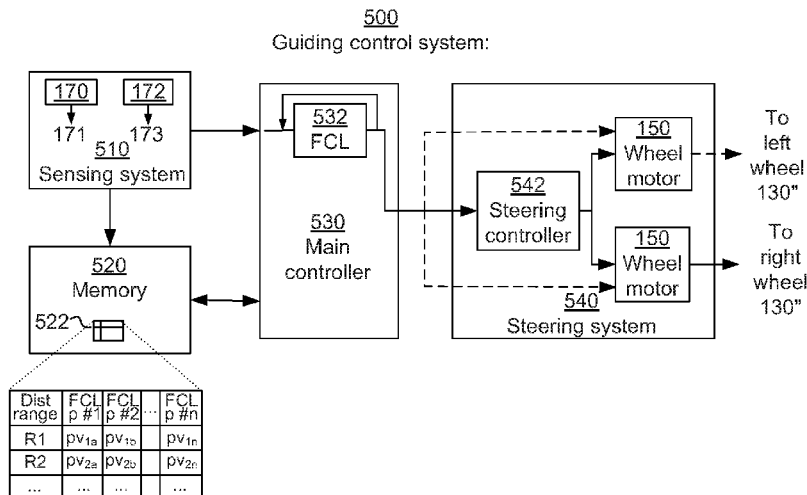 500
Guiding control system:
170
172
171
173
510
Sensing system
532
FCL
530
Main
controller
150
Wheel
motor
To
left
wheel
130"
542
Steering
controller
150
Wheel
motor
To
right
wheel
130"
540
Steering system
520
Memory
522
Dist range FCL p #1 FCL p #2 ... FCL p #n
R1 pv1a pv1b pv1n
R2 pv2a pv2b pv2n
... ... ... ...